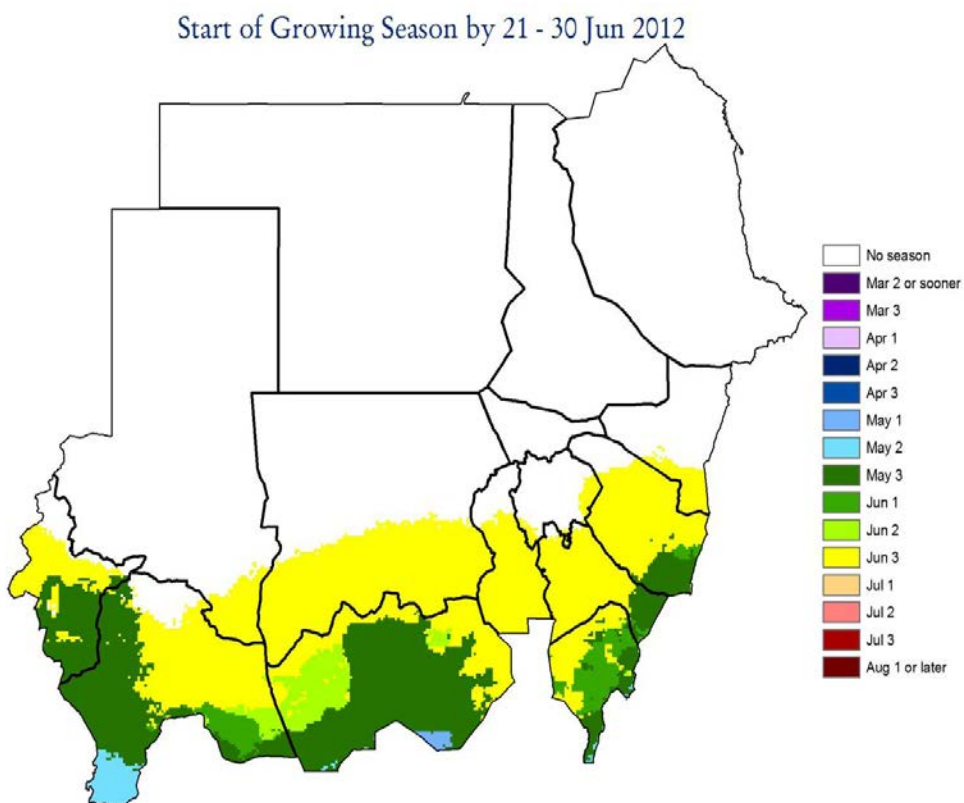 Start of Growing Season by 21 - 30 Jun 2012
No season
Mar 2 or sooner
Mar 3
Apr 1
Apr 2
Apr 3
May 1
May 2
May 3
Jun 1
Jun 2
Jun 3
Jul 1
Jul 2
Jul 3
Aug 1 or later